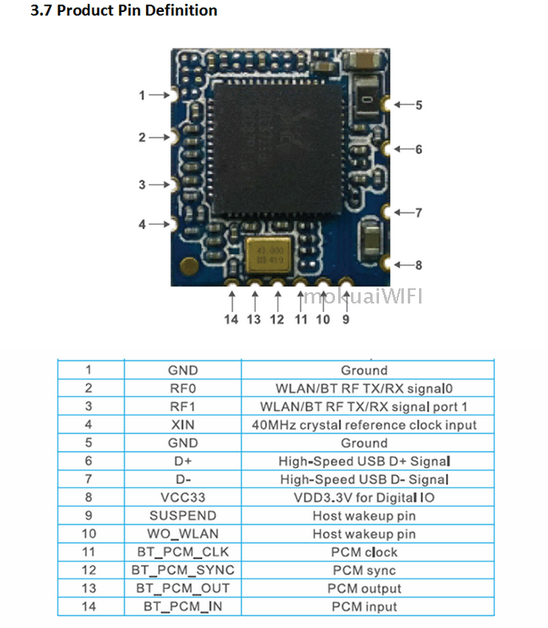 3.7 Product Pin Definition
1
5
2
6
3
7
4
8
40.000
mokuaiWIFI
14 13 12 11 10 9
1 GND Ground
2 RF0 WLAN/BT RF TX/RX signal0
3 RF1 WLAN/BT RF TX/RX signal port 1
4 XIN 40MHz crystal reference clock input
5 GND Ground
6 D+ High-Speed USB D+ Signal
7 D- High-Speed USB D- Signal
8 VCC33 VDD3.3V for Digital IO
9 SUSPEND Host wakeup pin
10 WO_WLAN Host wakeup pin
11 BT_PCM_CLK PCM clock
12 BT_PCM_SYNC PCM sync
13 BT_PCM_OUT PCM output
14 BT_PCM_IN PCM input